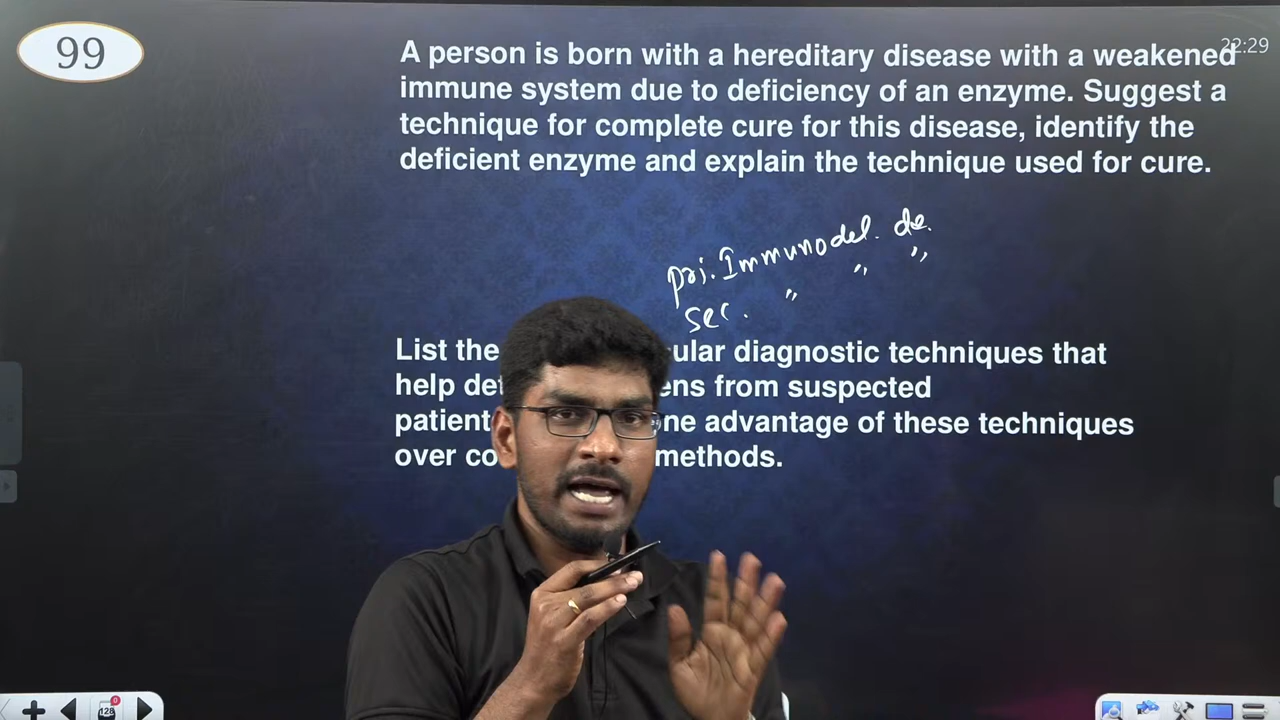 99
22:29
A person is born with a hereditary disease with a weakened
immune system due to deficiency of an enzyme. Suggest a
technique for complete cure for this disease, identify the
deficient enzyme and explain the technique used for cure.
pri. Immunodef. de.
sec. " " "
List the ular diagnostic techniques that
help det ens from suspected
patient ne advantage of these techniques
over co methods.
128
0